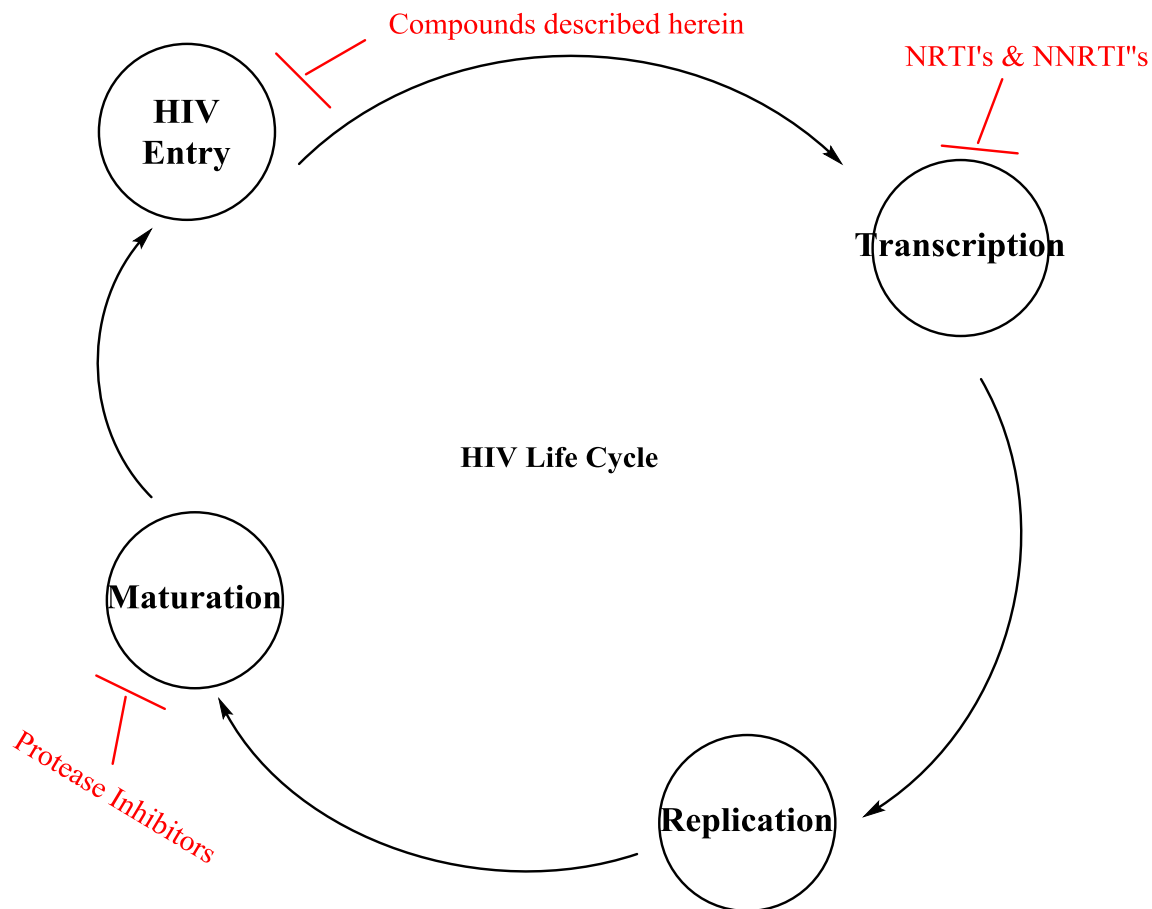 Compounds described herein
NRTI's & NNRTI"s
HIV
Entry
Transcription
HIV Life Cycle
Maturation
Protease Inhibitors
Replication